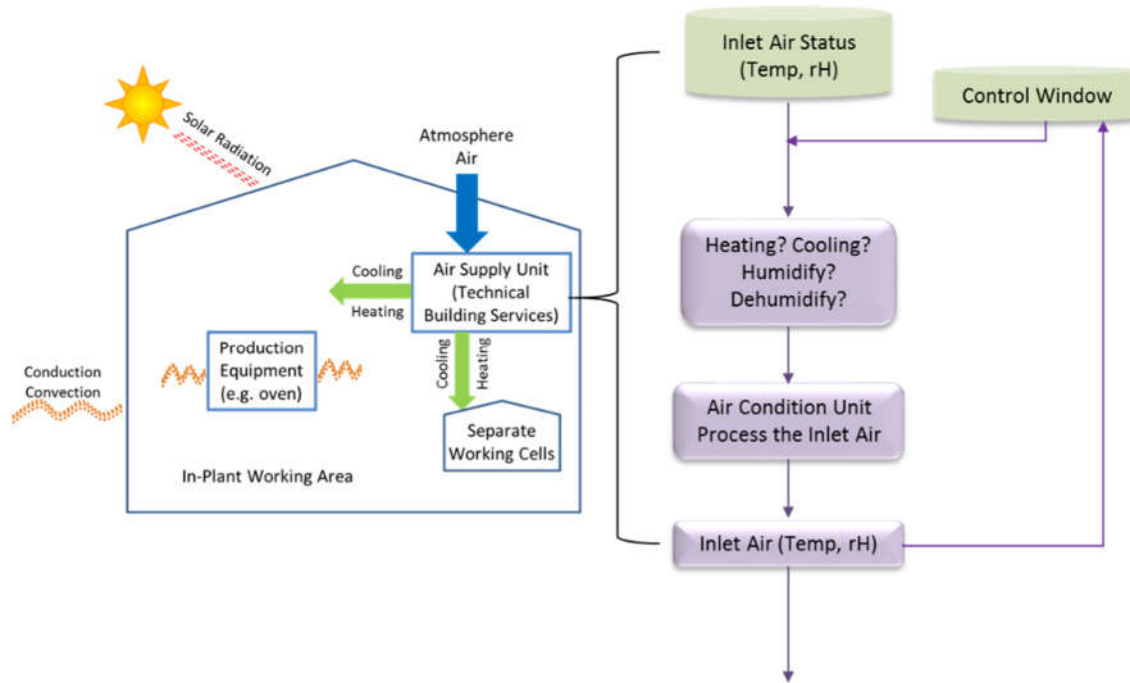 Solar Radiation
Atmosphere
Air
Cooling
Heating
Air Supply Unit
(Technical
Building Services)
Production
Equipment
(e.g. oven)
Conduction
Convection
Cooling
Heating
Separate
Working Cells
In-Plant Working Area
Inlet Air Status
(Temp, rH)
Control Window
Heating? Cooling?
Humidify?
Dehumidify?
Air Condition Unit
Process the Inlet Air
Inlet Air (Temp, rH)